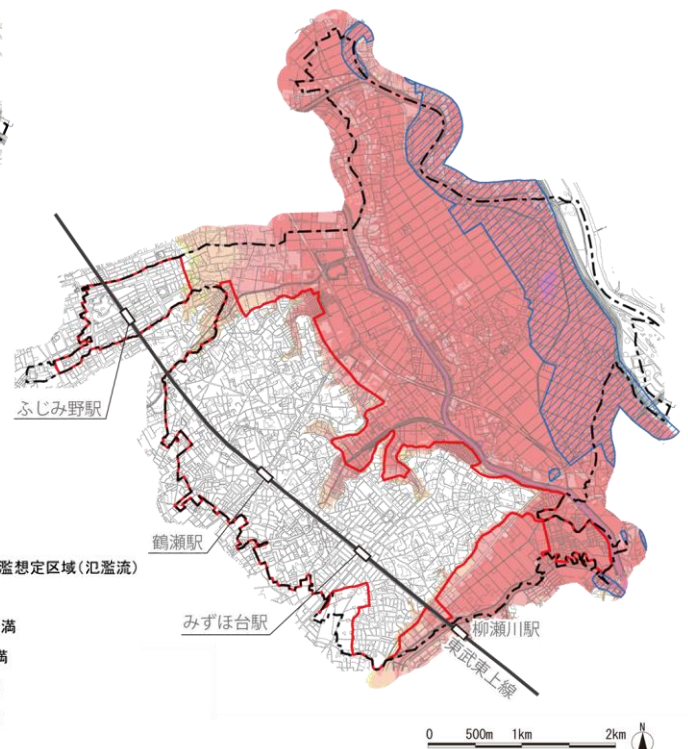 ふじみ野駅
鶴瀬駅
濫想定区域(氾濫流)
みずほ台駅
満
満
柳瀬川駅
東武東上線
0 500m 1km 2km
N